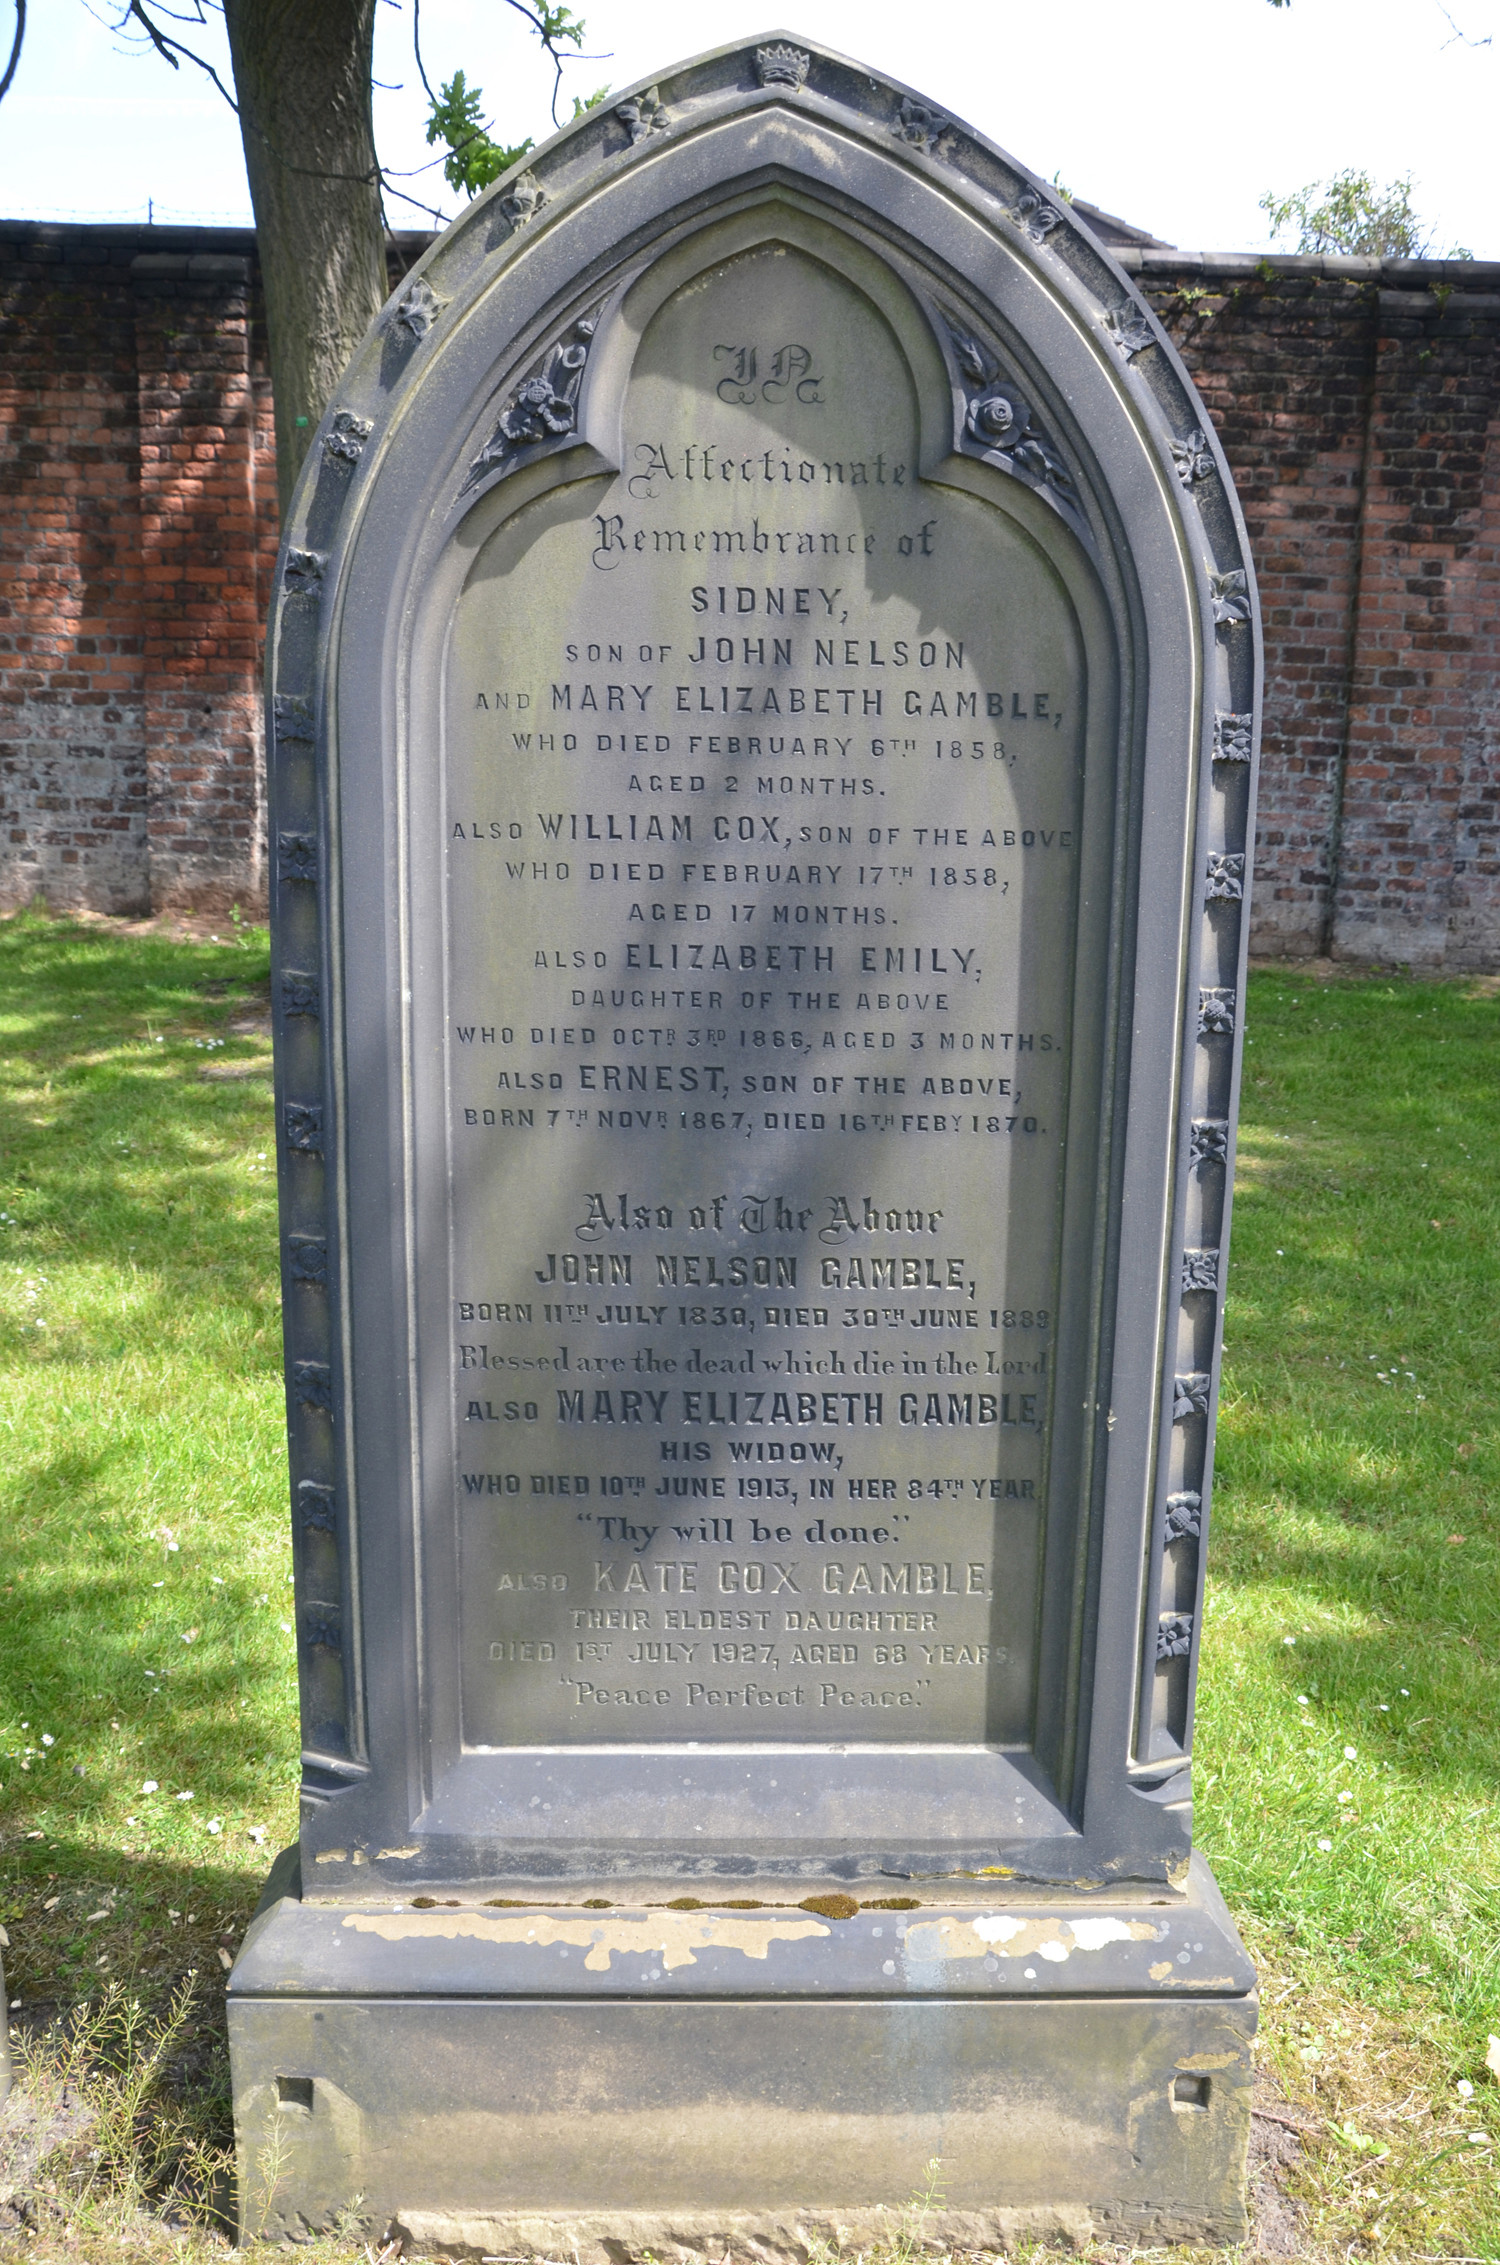 In
Affectionate
Remembrance of
SIDNEY,
SON OF JOHN NELSON
AND MARY ELIZABETH GAMBLE,
WHO DIED FEBRUARY 6TH 1858,
AGED 2 MONTHS.
ALSO WILLIAM COX, SON OF THE ABOVE
WHO DIED FEBRUARY 17TH 1858,
AGED 17 MONTHS.
ALSO ELIZABETH EMILY,
DAUGHTER OF THE ABOVE
WHO DIED OCTR 3RD 1866, AGED 3 MONTHS.
ALSO ERNEST, SON OF THE ABOVE,
BORN 7TH NOVR 1867, DIED 16TH FEBY 1870.
Also of The Above
JOHN NELSON GAMBLE,
BORN 11TH JULY 1830, DIED 30TH JUNE 1889
Blessed are the dead which die in the Lord
ALSO MARY ELIZABETH GAMBLE,
HIS WIDOW,
WHO DIED 10TH JUNE 1913, IN HER 84TH YEAR.
"Thy will be done."
ALSO KATE COX GAMBLE,
THEIR ELDEST DAUGHTER
DIED 1ST JULY 1927, AGED 68 YEARS.
"Peace Perfect Peace."